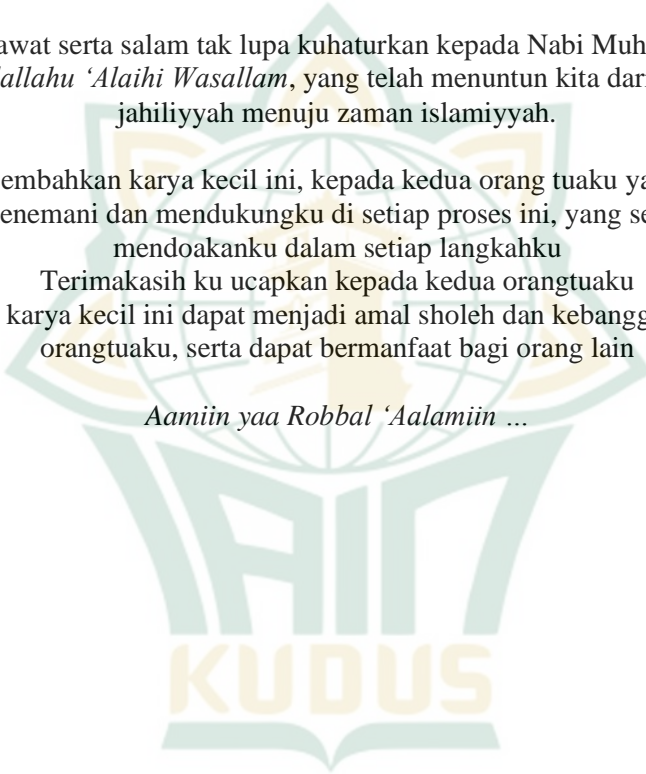 awat serta salam tak lupa kuhaturkan kepada Nabi Muh
allahu ‘Alaihi Wasallam, yang telah menuntun kita dari
jahiliyyah menuju zaman islamiyyah.
embahkan karya kecil ini, kepada kedua orang tuaku ya
enemani dan mendukungku di setiap proses ini, yang se
mendoakanku dalam setiap langkahku
Terimakasih ku ucapkan kepada kedua orangtuaku
karya kecil ini dapat menjadi amal sholeh dan kebangg
orangtuaku, serta dapat bermanfaat bagi orang lain
Aamiin yaa Robbal ‘Aalamiin …
IAIN
KUDUS